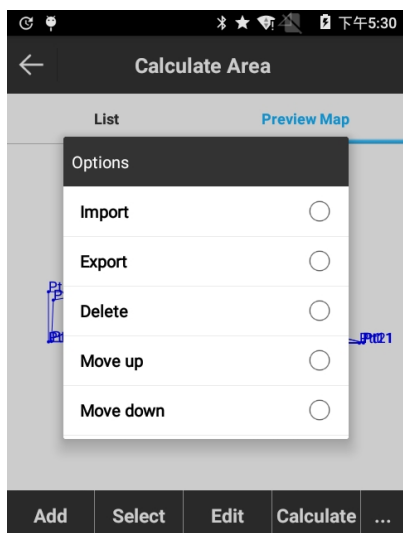 下午5:30
Calculate Area
List
Preview Map
Options
Import
Export
Delete
Move up
Move down
Add
Select
Edit
Calculate
...